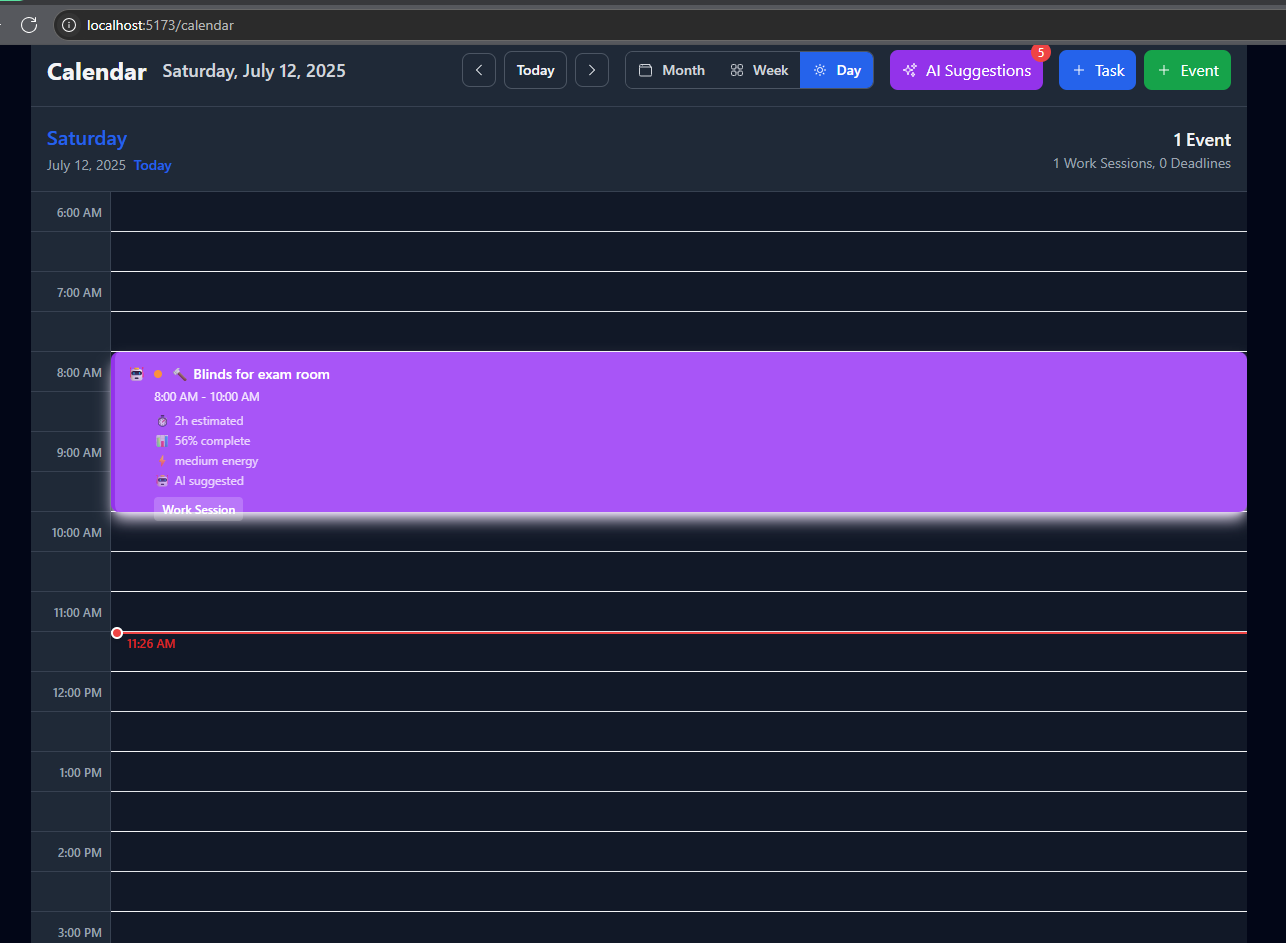 localhost:5173/calendar
Calendar Saturday, July 12, 2025 Today Month Week Day AI Suggestions 5 + Task + Event
Saturday
July 12, 2025 Today
1 Event
1 Work Sessions, 0 Deadlines
6:00 AM
7:00 AM
8:00 AM
Blinds for exam room
8:00 AM - 10:00 AM
2h estimated
56% complete
medium energy
AI suggested
Work Session
9:00 AM
10:00 AM
11:00 AM
11:26 AM
12:00 PM
1:00 PM
2:00 PM
3:00 PM